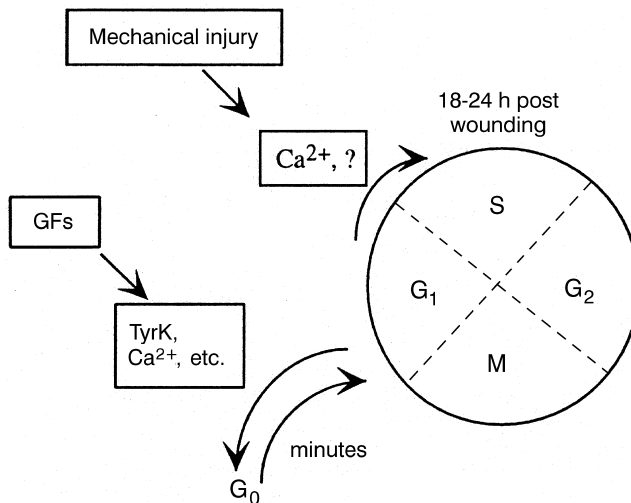 Mechanical injury
18-24 h post
wounding
Ca²⁺, ?
S
GFs
G₁
G₂
TyrK,
Ca²⁺, etc.
M
minutes
G₀